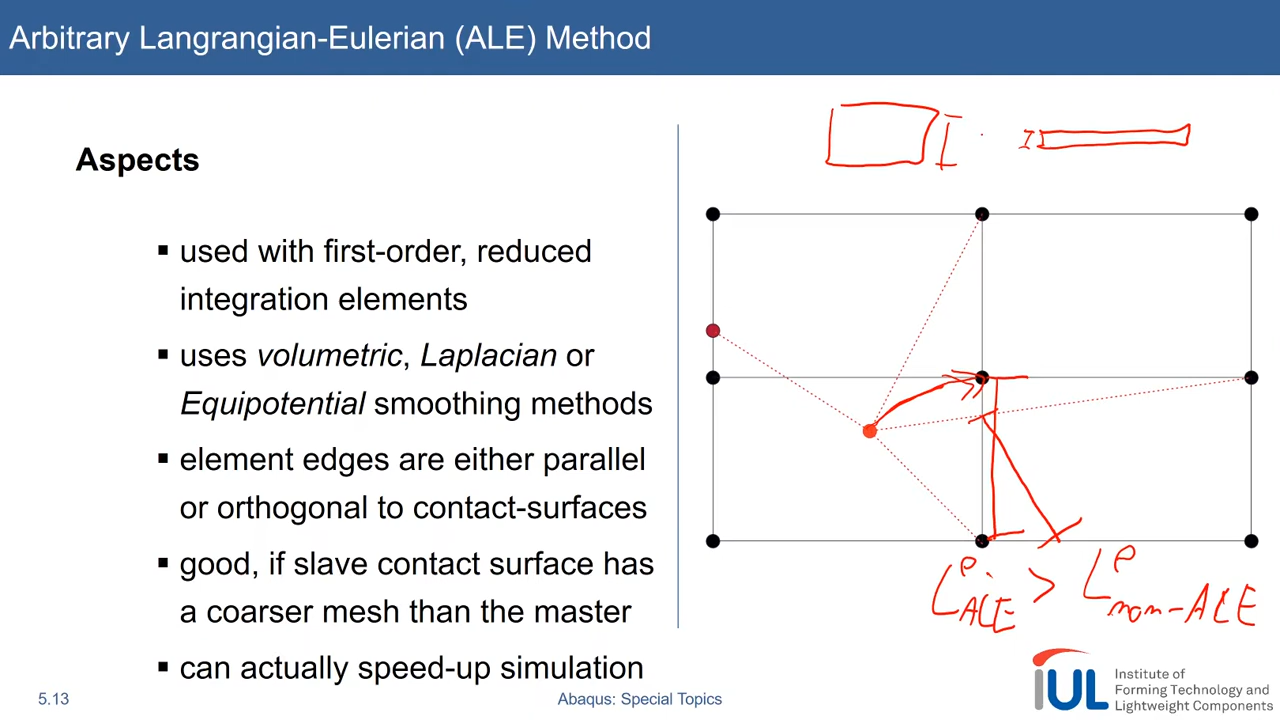 Arbitrary Langrangian-Eulerian (ALE) Method
Aspects
▪ used with first-order, reduced
integration elements
▪ uses volumetric, Laplacian or
Equipotential smoothing methods
▪ element edges are either parallel
or orthogonal to contact-surfaces
▪ good, if slave contact surface has
a coarser mesh than the master
▪ can actually speed-up simulation
L^e_ALE > L^e_non-ALE
5.13
Abaqus: Special Topics
IUL
Institute of
Forming Technology and
Lightweight Components